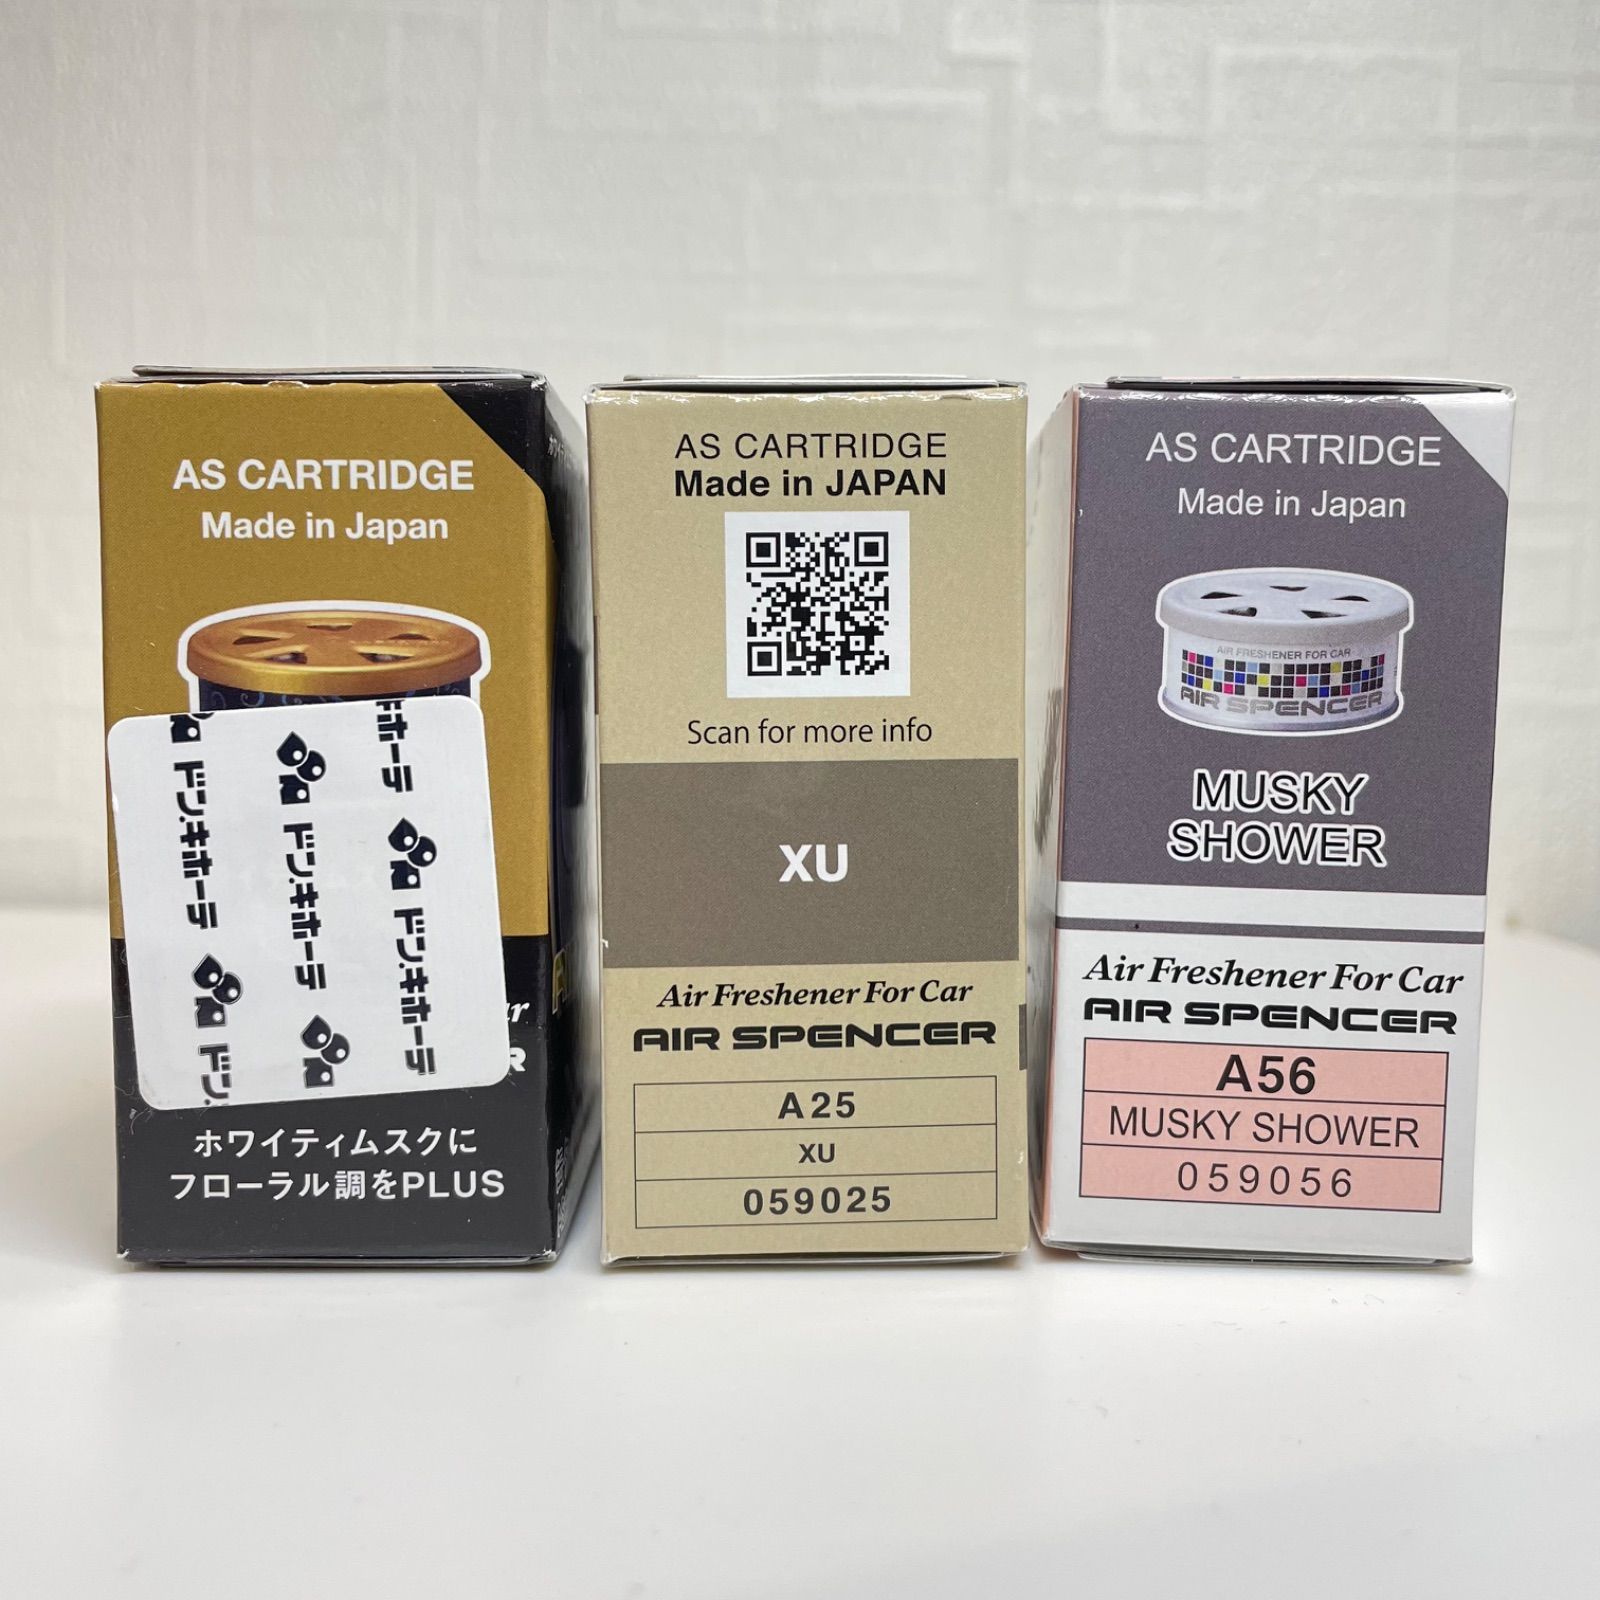 AS CARTRIDGE
Made in Japan
ドン.キホーテ
ドン.キホーテ
ドン.キホーテ
ホーテ
ドン.
ホワイティムスクに
フローラル調をPLUS
AS CARTRIDGE
Made in JAPAN
Scan for more info
XU
Air Freshener For Car
AIR SPENCER
A25
XU
059025
AS CARTRIDGE
Made in Japan
AIR FRESHENER FOR CAR
AIR SPENCER
MUSKY
SHOWER
Air Freshener For Car
AIR SPENCER
A56
MUSKY SHOWER
059056